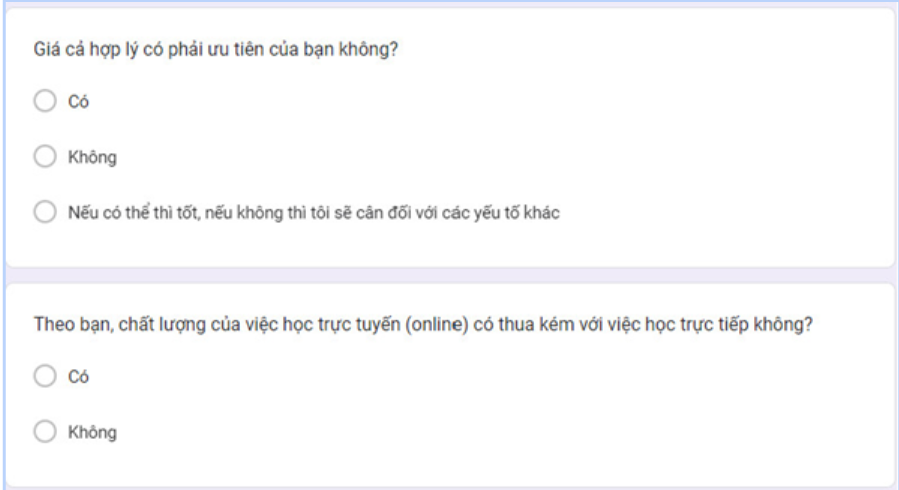 Giá cả hợp lý có phải ưu tiên của bạn không?
Có
Không
Nếu có thể thì tốt, nếu không thì tôi sẽ cân đối với các yếu tố khác
Theo bạn, chất lượng của việc học trực tuyến (online) có thua kém với việc học trực tiếp không?
Có
Không